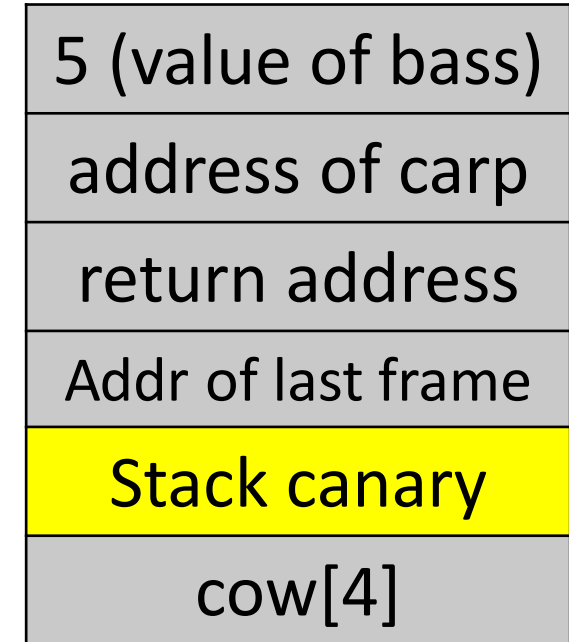 5 (value of bass)
address of carp
return address
Addr of last frame
Stack canary
cow[4]